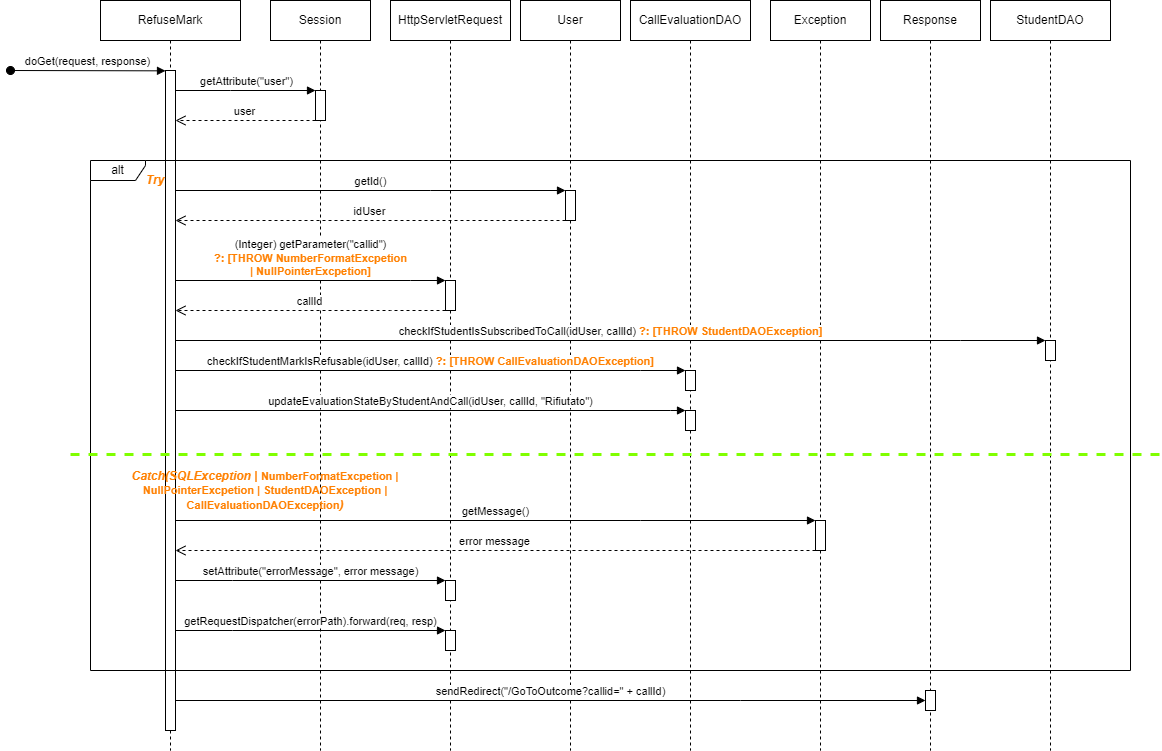 RefuseMark
Session
HttpServletRequest
User
CallEvaluationDAO
Exception
Response
StudentDAO
doGet(request, response)
getAttribute("user")
user
alt
Try
getId()
idUser
(Integer) getParameter("callid")
?: [THROW NumberFormatExcpetion
| NullPointerExcpetion]
callId
checkIfStudentIsSubscribedToCall(idUser, callId) ?: [THROW StudentDAOException]
checkIfStudentMarkIsRefusable(idUser, callId) ?: [THROW CallEvaluationDAOException]
updateEvaluationStateByStudentAndCall(idUser, callId, "Rifiutato")
Catch(SQLException | NumberFormatExcpetion |
NullPointerExcpetion | StudentDAOException |
CallEvaluationDAOException)
getMessage()
error message
setAttribute("errorMessage", error message)
getRequestDispatcher(errorPath).forward(req, resp)
sendRedirect("/GoToOutcome?callid=" + callId)